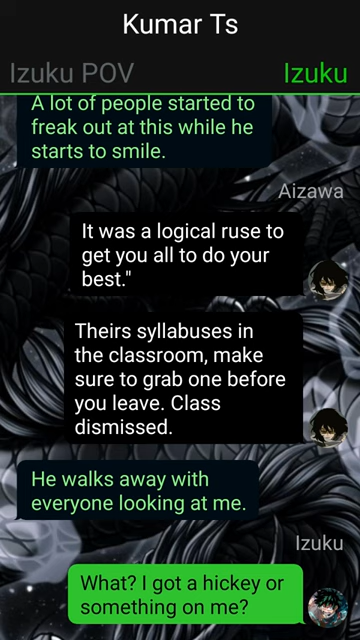 Kumar Ts
Izuku POV
Izuku
A lot of people started to
freak out at this while he
starts to smile.
Aizawa
It was a logical ruse to
get you all to do your
best."
Theirs syllabuses in
the classroom, make
sure to grab one before
you leave. Class
dismissed.
He walks away with
everyone looking at me.
Izuku
What? I got a hickey or
something on me?